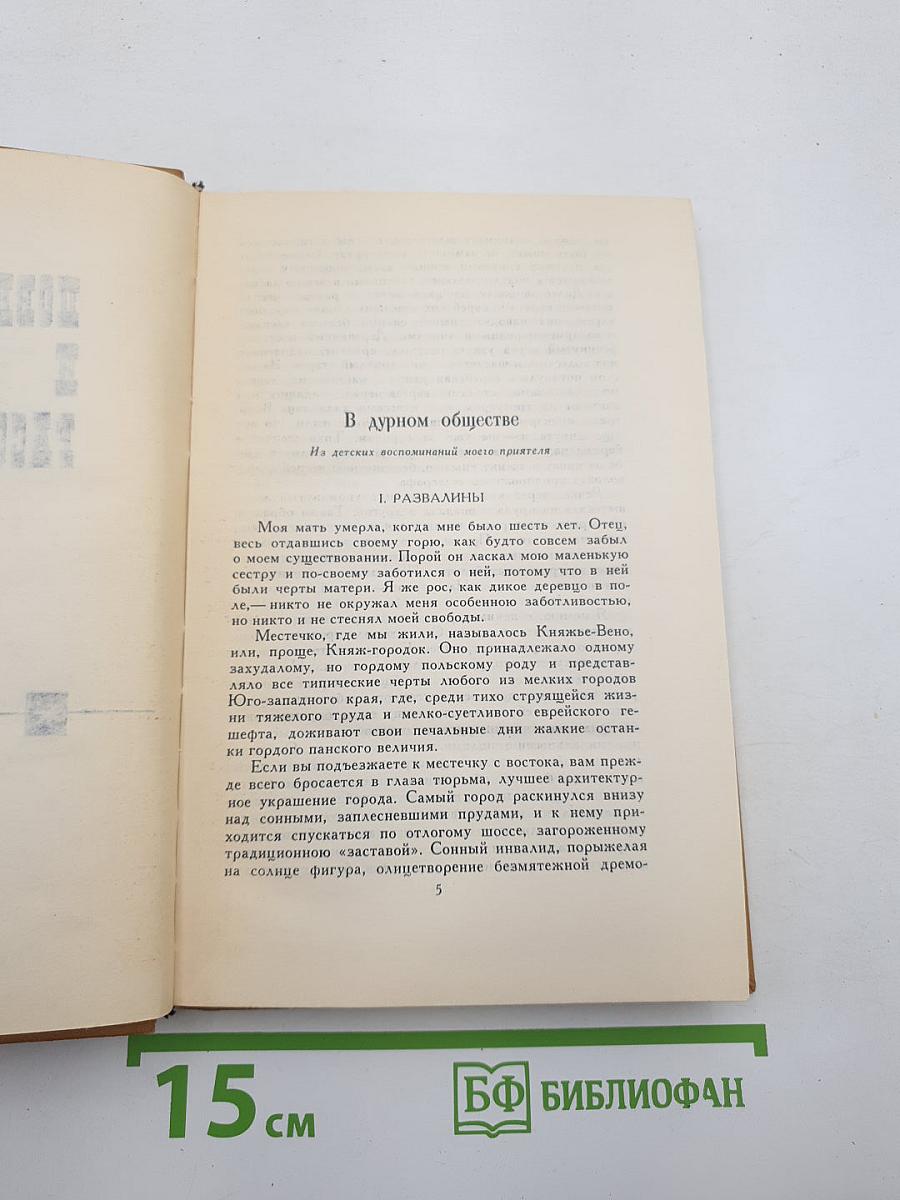 В дурном обществе
Из детских воспоминаний моего приятеля
I. РАЗВАЛИНЫ
Моя мать умерла, когда мне было шесть лет. Отец,
весь отдавшись своему горю, как будто совсем забыл
о моем существовании. Порой он ласкал мою маленькую
сестру и по-своему заботился о ней, потому что в ней
были черты матери. Я же рос, как дикое деревцо в по-
ле,— никто не окружал меня особенною заботливостью,
но никто и не стеснял моей свободы.
Местечко, где мы жили, называлось Княжье-Вено,
или, проще, Княж-городок. Оно принадлежало одному
захудалому, но гордому польскому роду и представ-
ляло все типические черты любого из мелких городов
Юго-западного края, где, среди тихо струящейся жиз-
ни тяжелого труда и мелко-суетливого еврейского ге-
шефта, доживают свои печальные дни жалкие остан-
ки гордого панского величия.
Если вы подъезжаете к местечку с востока, вам преж-
де всего бросается в глаза тюрьма, лучшее архитектур-
ное украшение города. Самый город раскинулся внизу
над сонными, заплесневшими прудами, и к нему при-
ходится спускаться по отлогому шоссе, загороженному
традиционною «заставой». Сонный инвалид, порыжелая
на солнце фигура, олицетворение безмятежной дремо-
5
15 см
БФ БИБЛИОФАН